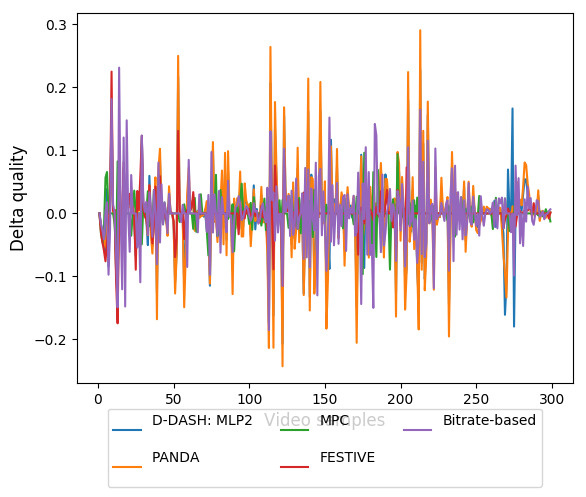 0.3
0.2
0.1
0.0
−0.1
−0.2
Delta quality
0 50 100 150 200 250 300
Video samples
D-DASH: MLP2 MPC Bitrate-based
PANDA FESTIVE